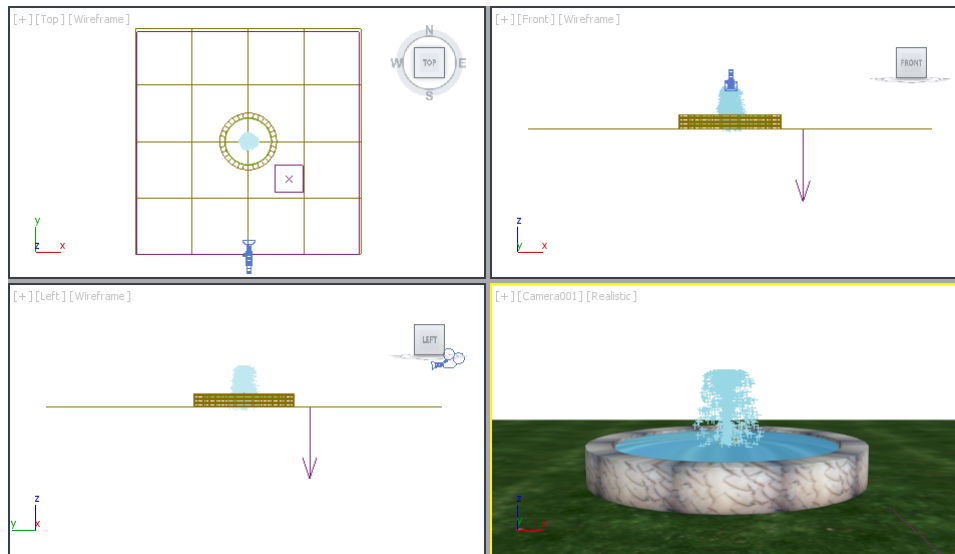 [+] [Top] [Wireframe]
N
W TOP E
S
y
z x
[+] [Front] [Wireframe]
FRONT
z
y x
[+] [Left] [Wireframe]
LEFT
z
y x
[+] [Camera001] [Realistic]
z
y x